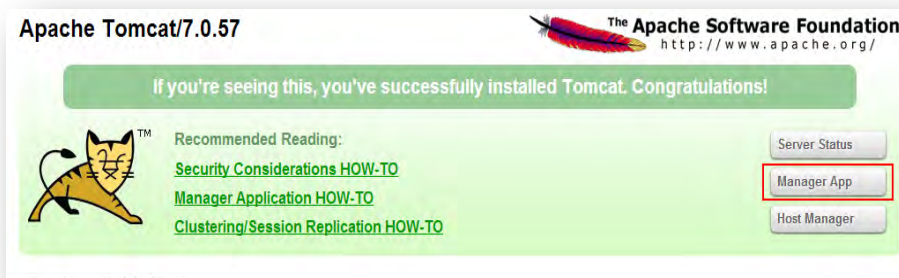 Apache Tomcat/7.0.57
The Apache Software Foundation
http://www.apache.org/
If you're seeing this, you've successfully installed Tomcat. Congratulations!
TM
Recommended Reading:
Security Considerations HOW-TO
Manager Application HOW-TO
Clustering/Session Replication HOW-TO
Server Status
Manager App
Host Manager